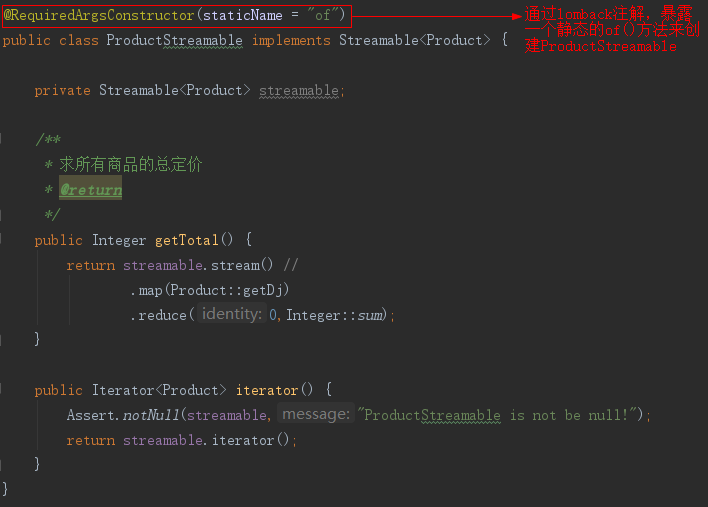 @RequiredArgsConstructor(staticName = "of")
通过lomback注解，暴露
一个静态的of()方法来创
建ProductStreamable
public class ProductStreamable implements Streamable<Product> {
private Streamable<Product> streamable;
/**
* 求所有商品的总定价
* @return
*/
public Integer getTotal() {
return streamable.stream() //
.map(Product::getDj)
.reduce( identity: 0,Integer::sum);
}
public Iterator<Product> iterator() {
Assert.notNull(streamable, message: "ProductStreamable is not be null!");
return streamable.iterator();
}
}